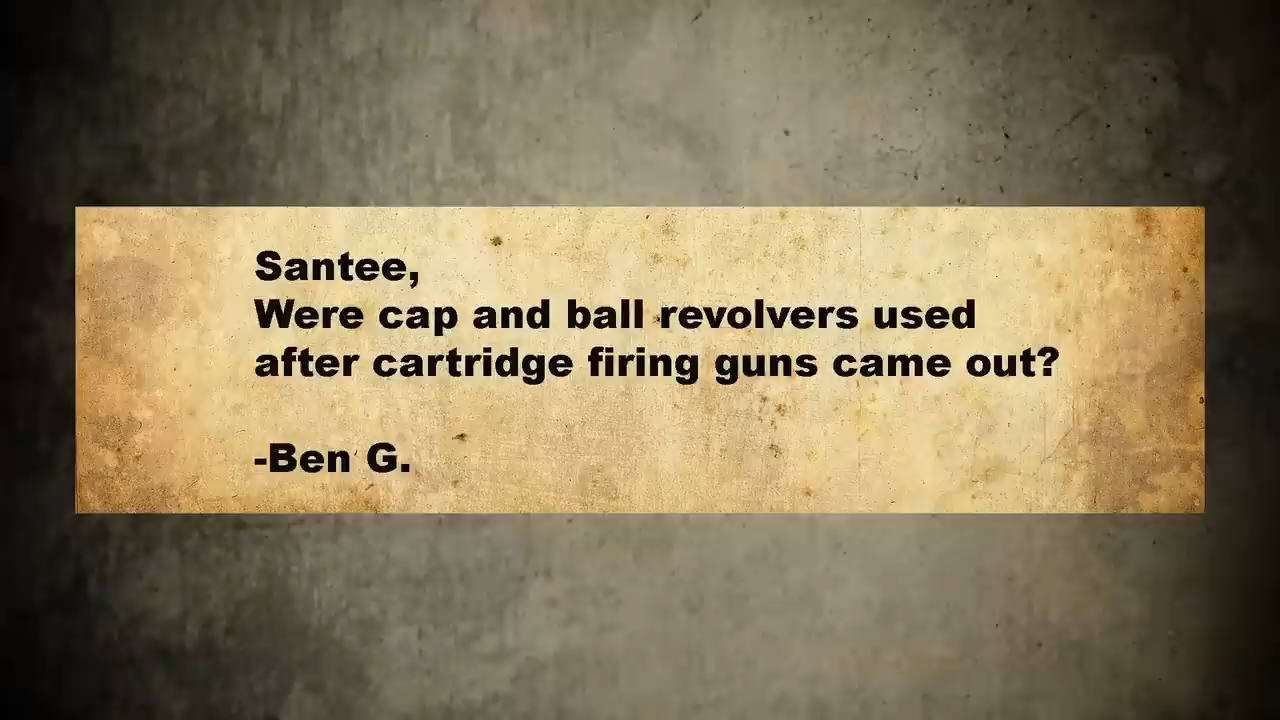 Santee,
Were cap and ball revolvers used
after cartridge firing guns came out?
-Ben G.